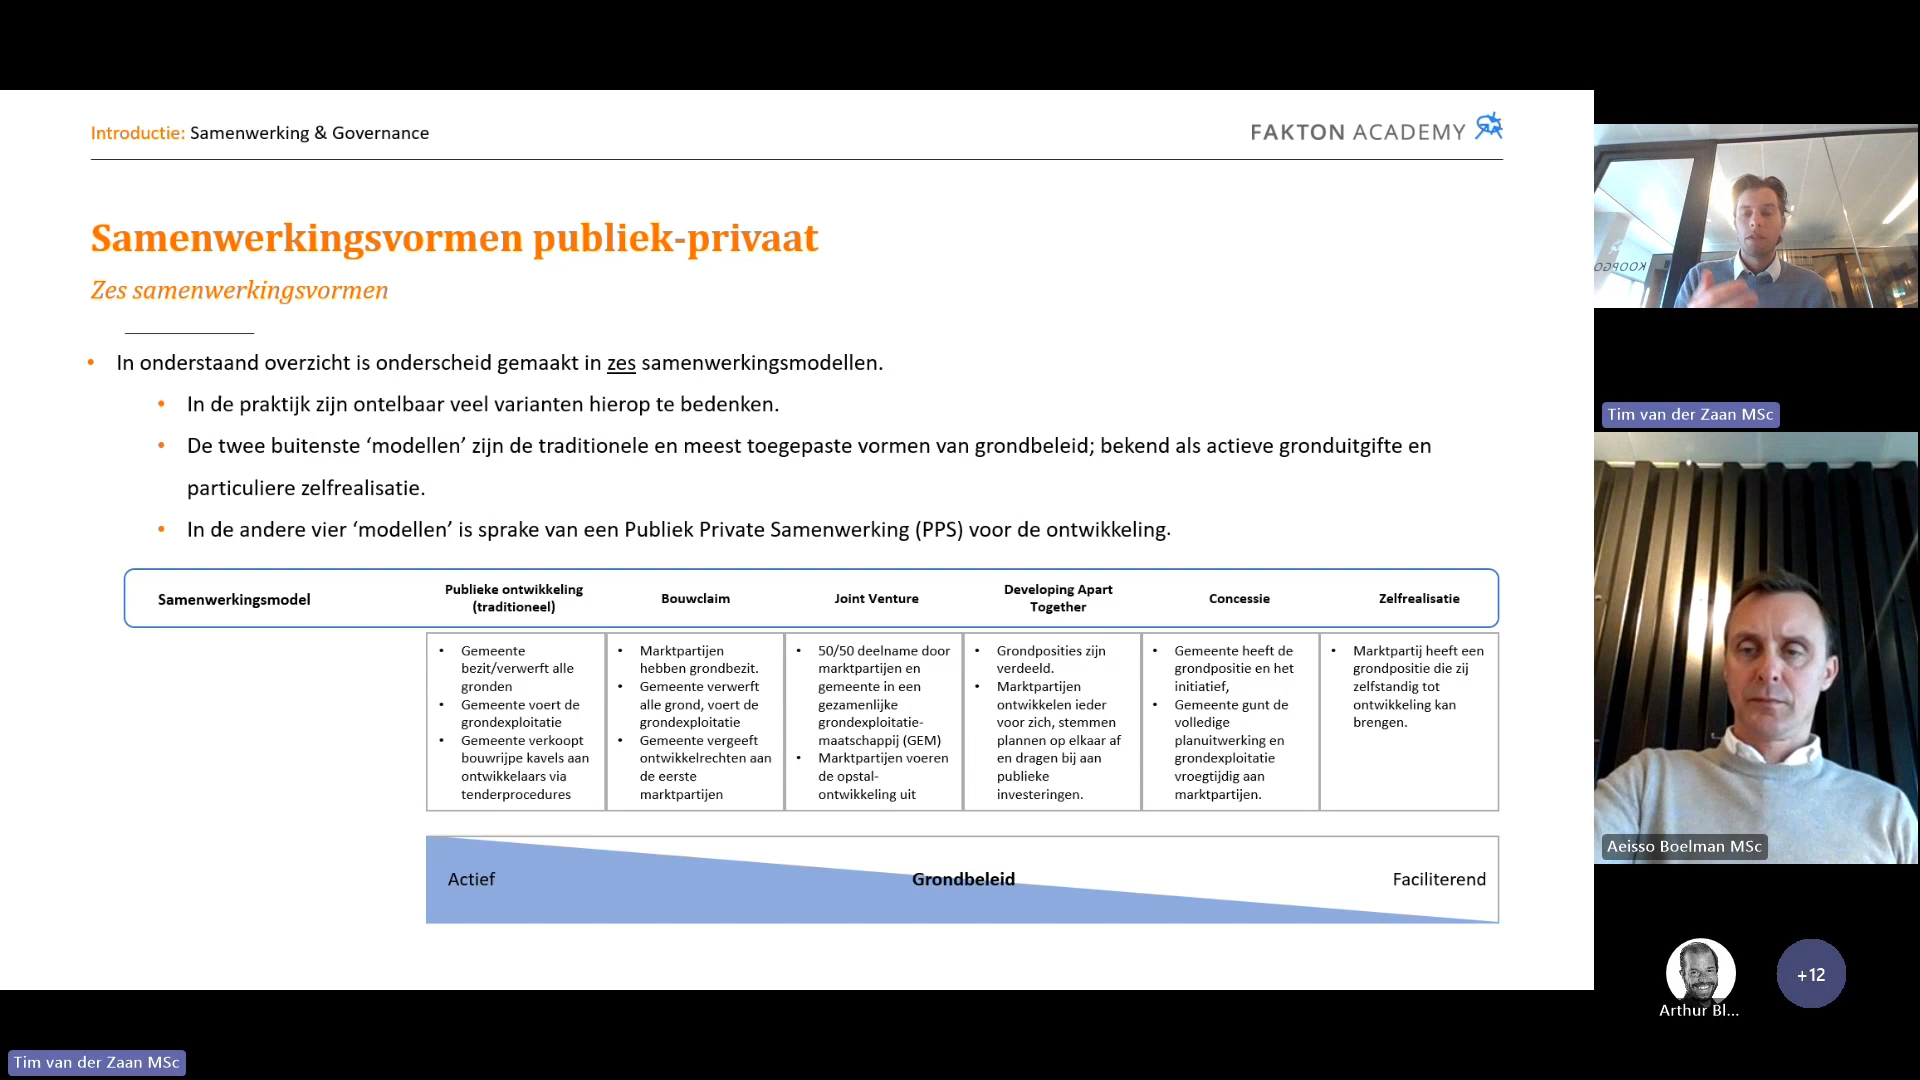 Introductie: Samenwerking & Governance
FAKTON ACADEMY
Samenwerkingsvormen publiek-privaat
Zes samenwerkingsvormen
• In onderstaand overzicht is onderscheid gemaakt in zes samenwerkingsmodellen.
• In de praktijk zijn ontelbaar veel varianten hierop te bedenken.
• De twee buitenste ‘modellen’ zijn de traditionele en meest toegepaste vormen van grondbeleid; bekend als actieve gronduitgifte en
particuliere zelfrealisatie.
• In de andere vier ‘modellen’ is sprake van een Publiek Private Samenwerking (PPS) voor de ontwikkeling.
Samenwerkingsmodel
Publieke ontwikkeling
(traditioneel)
Bouwclaim
Joint Venture
Developing Apart
Together
Concessie
Zelfrealisatie
• Gemeente
bezit/verwerft alle
gronden
• Gemeente voert de
grondexploitatie
• Gemeente verkoopt
bouwrijpe kavels aan
ontwikkelaars via
tenderprocedures
• Marktpartijen
hebben grondbezit.
• Gemeente verwerft
alle grond, voert de
grondexploitatie
• Gemeente vergeeft
ontwikkelrechten aan
de eerste
marktpartijen
• 50/50 deelname door
marktpartijen en
gemeente in een
gezamenlijke
grondexploitatie-
maatschappij (GEM)
• Marktpartijen voeren
de opstal-
ontwikkeling uit
• Grondposities zijn
verdeeld.
• Marktpartijen
ontwikkelen ieder
voor zich, stemmen
plannen op elkaar af
en dragen bij aan
publieke
investeringen.
• Gemeente heeft de
grondpositie en het
initiatief,
• Gemeente gunt de
volledige
planuitwerking en
grondexploitatie
vroegtijdig aan
marktpartijen.
• Marktpartij heeft een
grondpositie die zij
zelfstandig tot
ontwikkeling kan
brengen.
Actief
Grondbeleid
Faciliterend
Tim van der Zaan MSc
Aeisso Boelman MSc
Arthur Bl...
+12
Tim van der Zaan MSc